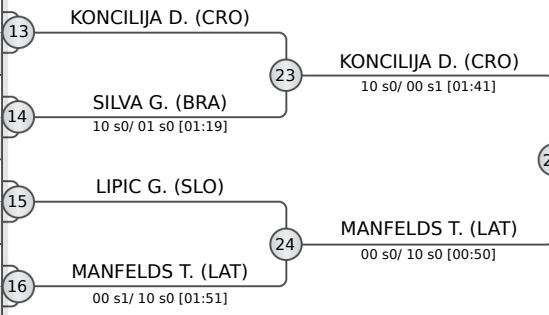 KONCILIJA D. (CRO)
13
23
KONCILIJA D. (CRO)
10 s0/ 00 s1 [01:41]
SILVA G. (BRA)
14
10 s0/ 01 s0 [01:19]
LIPIC G. (SLO)
15
24
MANFELDS T. (LAT)
00 s0/ 10 s0 [00:50]
MANFELDS T. (LAT)
16
00 s1/ 10 s0 [01:51]